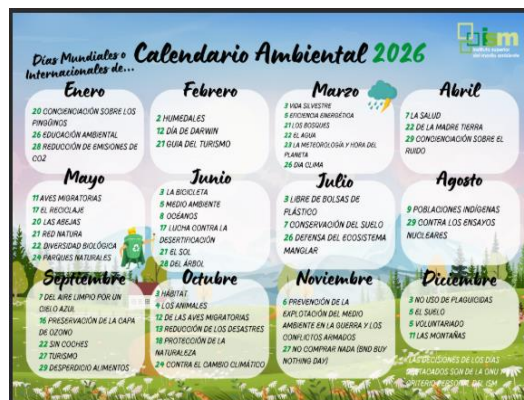 Días Mundiales o
Internacionales de...
Calendario Ambiental 2026
ism
instituto superior
del medio ambiente
Enero
20 CONCIENCIACIÓN SOBRE LOS
PINGÜINOS
26 EDUCACIÓN AMBIENTAL
28 REDUCCIÓN DE EMISIONES DE
CO2
Febrero
2 HUMEDALES
12 DÍA DE DARWIN
21 GUIA DEL TURISMO
Marzo
3 VIDA SILVESTRE
5 EFICIENCIA ENERGÉTICA
21 LOS BOSQUES
22 EL AGUA
23 LA METEOROLOGÍA Y HORA DEL
PLANETA
26 DIA CLIMA
Abril
7 LA SALUD
22 DE LA MADRE TIERRA
29 CONCIENCIACIÓN SOBRE EL
RUIDO
Mayo
11 AVES MIGRATORIAS
17 EL RECICLAJE
20 LAS ABEJAS
21 RED NATURA
22 DIVERSIDAD BIOLÓGICA
24 PARQUES NATURALES
Junio
3 LA BICICLETA
5 MEDIO AMBIENTE
8 OCÉANOS
17 LUCHA CONTRA LA
DESERTIFICACIÓN
21 EL SOL
28 DEL ÁRBOL
Julio
3 LIBRE DE BOLSAS DE
PLÁSTICO
7 CONSERVACIÓN DEL SUELO
26 DEFENSA DEL ECOSISTEMA
MANGLAR
Agosto
9 POBLACIONES INDÍGENAS
29 CONTRA LOS ENSAYOS
NUCLEARES
Septiembre
7 DEL AIRE LIMPIO POR UN
CIELO AZUL
16 PRESERVACIÓN DE LA CAPA
DE OZONO
22 SIN COCHES
27 TURISMO
29 DESPERDICIO ALIMENTOS
Octubre
3 HÁBITAT
4 LOS ANIMALES
12 DE LAS AVES MIGRATORIAS
13 REDUCCIÓN DE LOS DESASTRES
18 PROTECCIÓN DE LA
NATURALEZA
24 CONTRA EL CAMBIO CLIMÁTICO
Noviembre
6 PREVENCIÓN DE LA
EXPLOTACIÓN DEL MEDIO
AMBIENTE EN LA GUERRA Y LOS
CONFLICTOS ARMADOS
27 NO COMPRAR NADA (BND BUY
NOTHING DAY)
Diciembre
3 NO USO DE PLAGUICIDAS
5 EL SUELO
5 VOLUNTARIADO
11 LAS MONTAÑAS
LAS DECISIONES DE LOS DÍAS
DESTACADOS SON DE LA ONU
CRITERIO PERSONAL DEL ISM